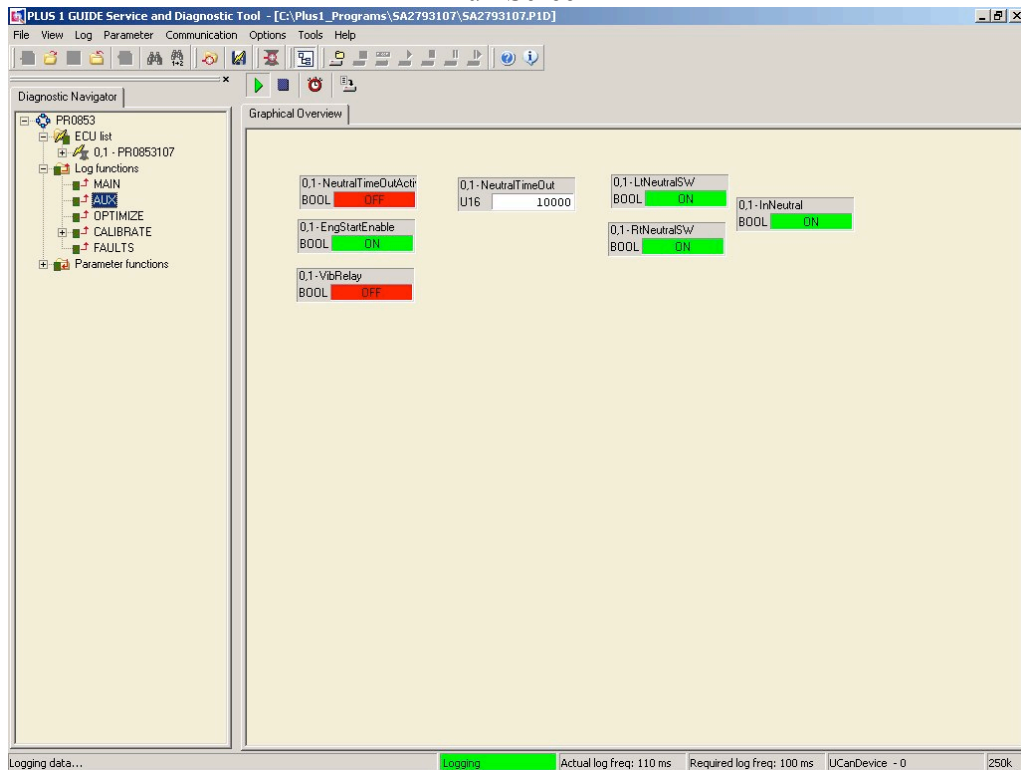 PLUS 1 GUIDE Service and Diagnostic Tool - [C:\Plus1_Programs\SA2793107\SA2793107.P1D]
File View Log Parameter Communication Options Tools Help
Diagnostic Navigator
Graphical Overview
PR0853
ECU list
0,1 - PR0853107
Log functions
MAIN
AUX
OPTIMIZE
CALIBRATE
FAULTS
Parameter functions
0,1-NeutralTimeOutActi
BOOL OFF
0,1-NeutralTimeOut
U16 10000
0,1-LtNeutralSW
BOOL ON
0,1-InNeutral
BOOL ON
0,1-EngStartEnable
BOOL ON
0,1-RtNeutralSW
BOOL ON
0,1-VibRelay
BOOL OFF
Logging data...
Logging
Actual log freq: 110 ms
Required log freq: 100 ms
UCanDevice - 0
250k